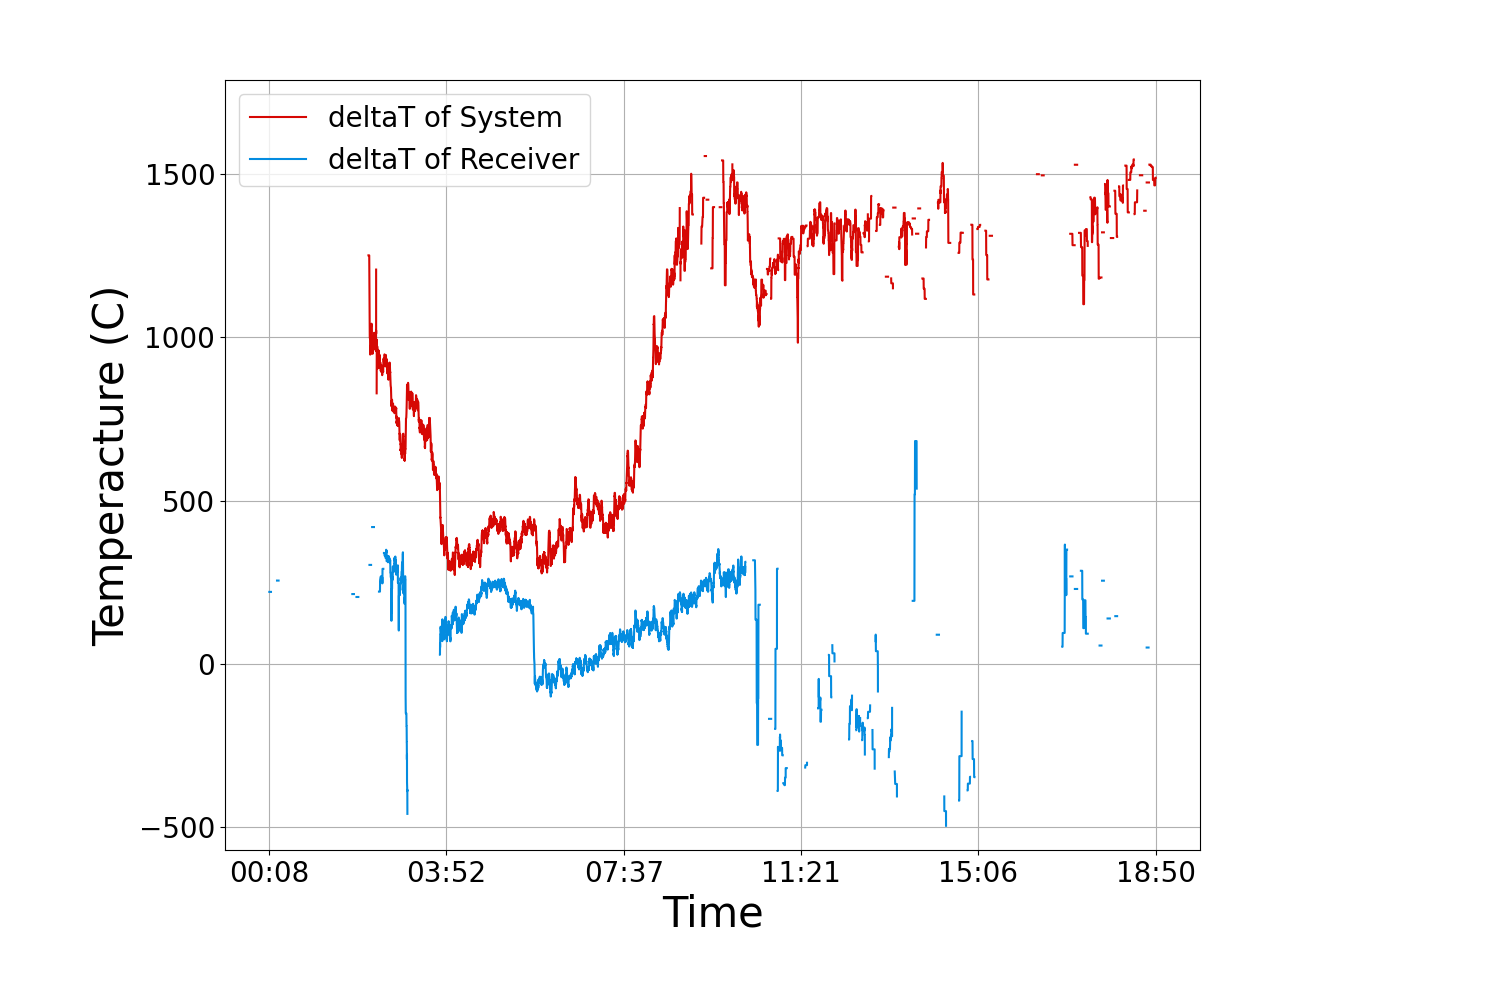 deltaT of System
deltaT of Receiver
1500
1000
500
0
−500
Temperacture (C)
00:08 03:52 07:37 11:21 15:06 18:50
Time